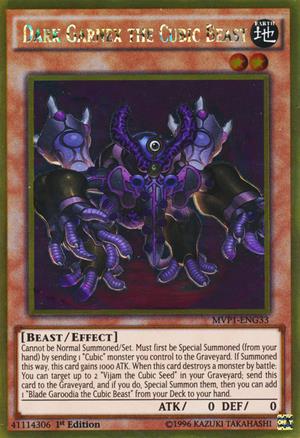 Dark Garnex the Cubic Beast
EARTH
地
MVP1-ENG33
[Beast / Effect]
Cannot be Normal Summoned/Set. Must first be Special Summoned (from your
hand) by sending 1 "Cubic" monster you control to the Graveyard. If Summoned
this way, this card gains 1000 ATK. When this card destroys a monster by battle:
You can target up to 2 "Vijam the Cubic Seed" in your Graveyard; send this
card to the Graveyard, and if you do, Special Summon them, then you can add
1 "Blade Garoodia the Cubic Beast" from your Deck to your hand.
ATK/ 0 DEF/ 0
41114306 1st Edition ©1996 KAZUKI TAKAHASHI